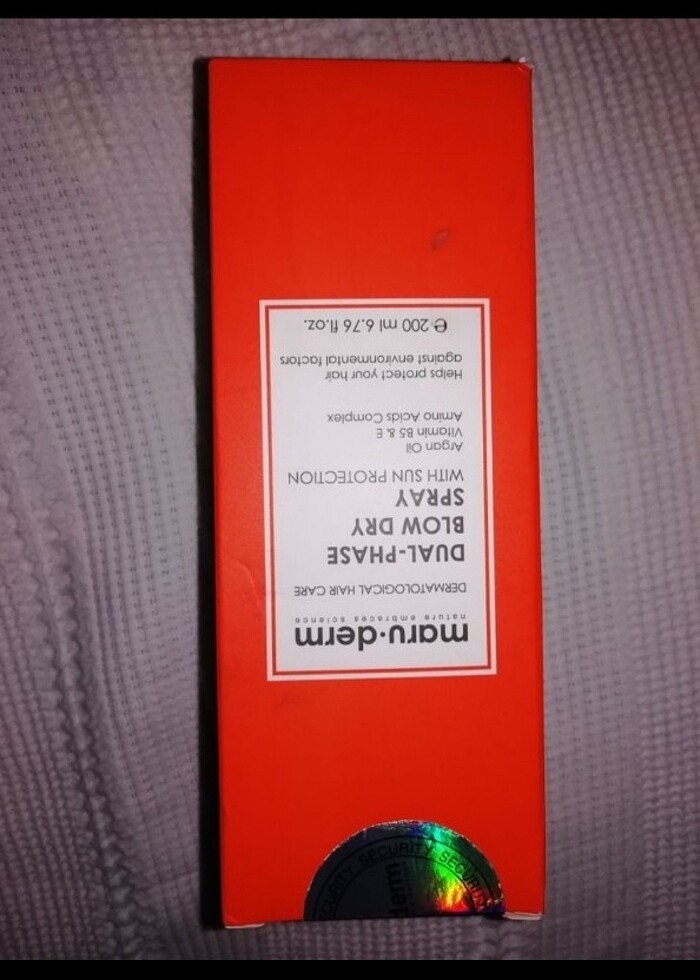 maru·derm
nature embraces science
DERMATOLOGICAL HAIR CARE
DUAL-PHASE
BLOW DRY
SPRAY
WITH SUN PROTECTION
Argan Oil
Vitamin B5 & E
Amino Acids Complex
Helps protect your hair
against environmental factors
℮ 200 ml 6.76 fl.oz.
SECURITY SECURITY
derm